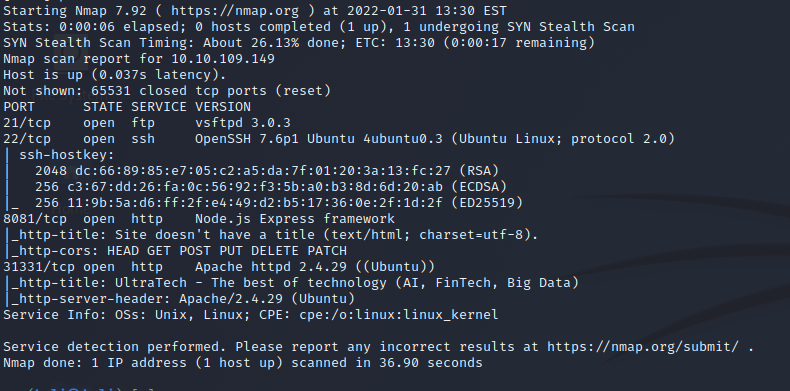 Starting Nmap 7.92 ( https://nmap.org ) at 2022-01-31 13:30 EST
Stats: 0:00:06 elapsed; 0 hosts completed (1 up), 1 undergoing SYN Stealth Scan
SYN Stealth Scan Timing: About 26.13% done; ETC: 13:30 (0:00:17 remaining)
Nmap scan report for 10.10.109.149
Host is up (0.037s latency).
Not shown: 65531 closed tcp ports (reset)
PORT      STATE SERVICE VERSION
21/tcp    open  ftp     vsftpd 3.0.3
22/tcp    open  ssh     OpenSSH 7.6p1 Ubuntu 4ubuntu0.3 (Ubuntu Linux; protocol 2.0)
| ssh-hostkey:
|   2048 dc:66:89:85:e7:05:c2:a5:da:7f:01:20:3a:13:fc:27 (RSA)
|   256 c3:67:dd:26:fa:0c:56:92:f3:5b:a0:b3:8d:6d:20:ab (ECDSA)
|_  256 11:9b:5a:d6:ff:2f:e4:49:d2:b5:17:36:0e:2f:1d:2f (ED25519)
8081/tcp  open  http    Node.js Express framework
|_http-title: Site doesn't have a title (text/html; charset=utf-8).
|_http-cors: HEAD GET POST PUT DELETE PATCH
31331/tcp open  http    Apache httpd 2.4.29 ((Ubuntu))
|_http-title: UltraTech - The best of technology (AI, FinTech, Big Data)
|_http-server-header: Apache/2.4.29 (Ubuntu)
Service Info: OSs: Unix, Linux; CPE: cpe:/o:linux:linux_kernel

Service detection performed. Please report any incorrect results at https://nmap.org/submit/ .
Nmap done: 1 IP address (1 host up) scanned in 36.90 seconds